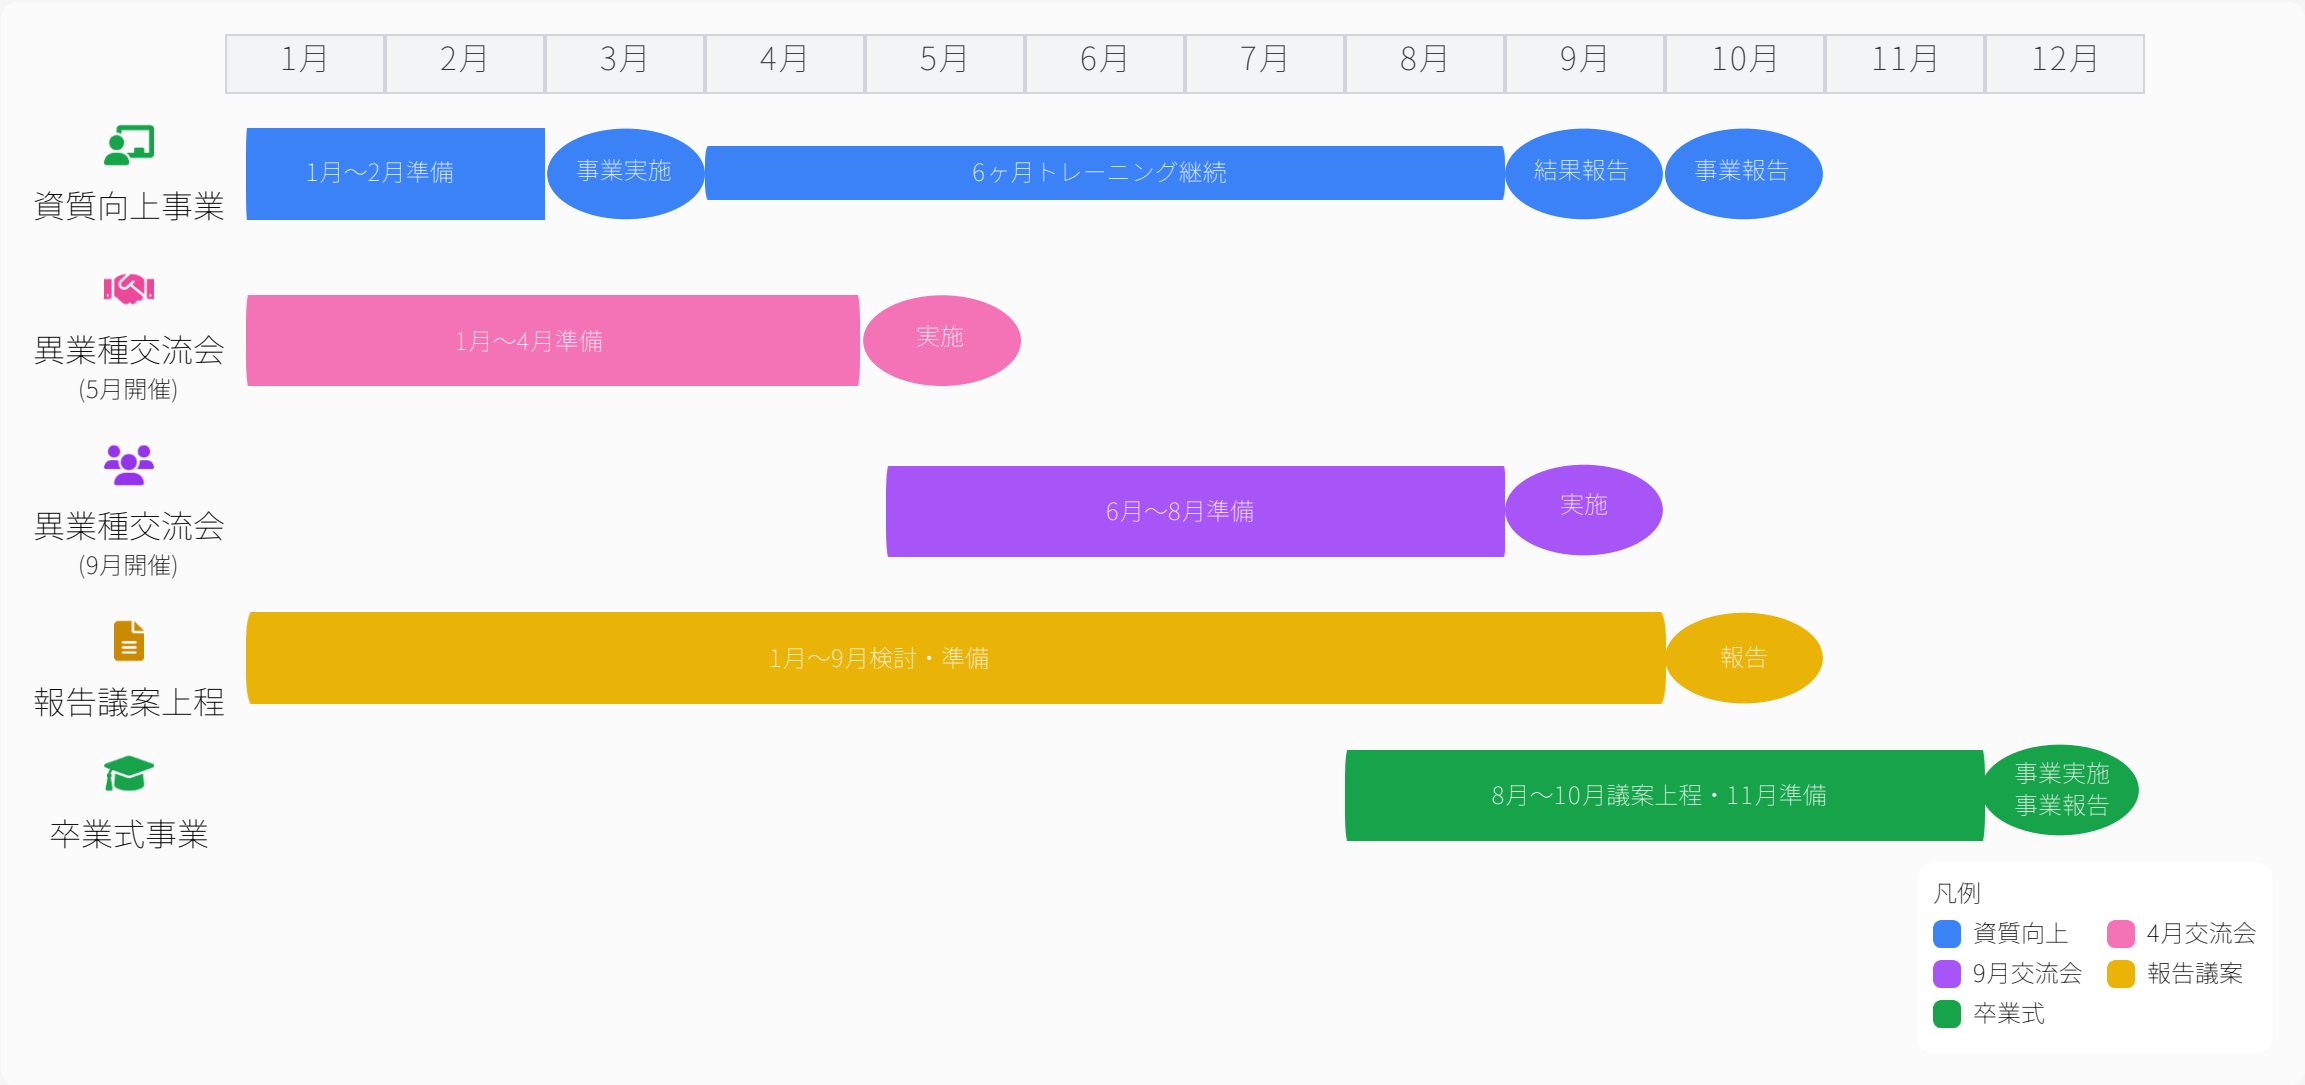 1月 2月 3月 4月 5月 6月 7月 8月 9月 10月 11月 12月
資質向上事業
1月〜2月準備
事業実施
6ヶ月トレーニング継続
結果報告
事業報告
異業種交流会
(5月開催)
1月〜4月準備
実施
異業種交流会
(9月開催)
6月〜8月準備
実施
報告議案上程
1月〜9月検討・準備
報告
卒業式事業
8月〜10月議案上程・11月準備
事業実施
事業報告
凡例
資質向上
4月交流会
9月交流会
報告議案
卒業式